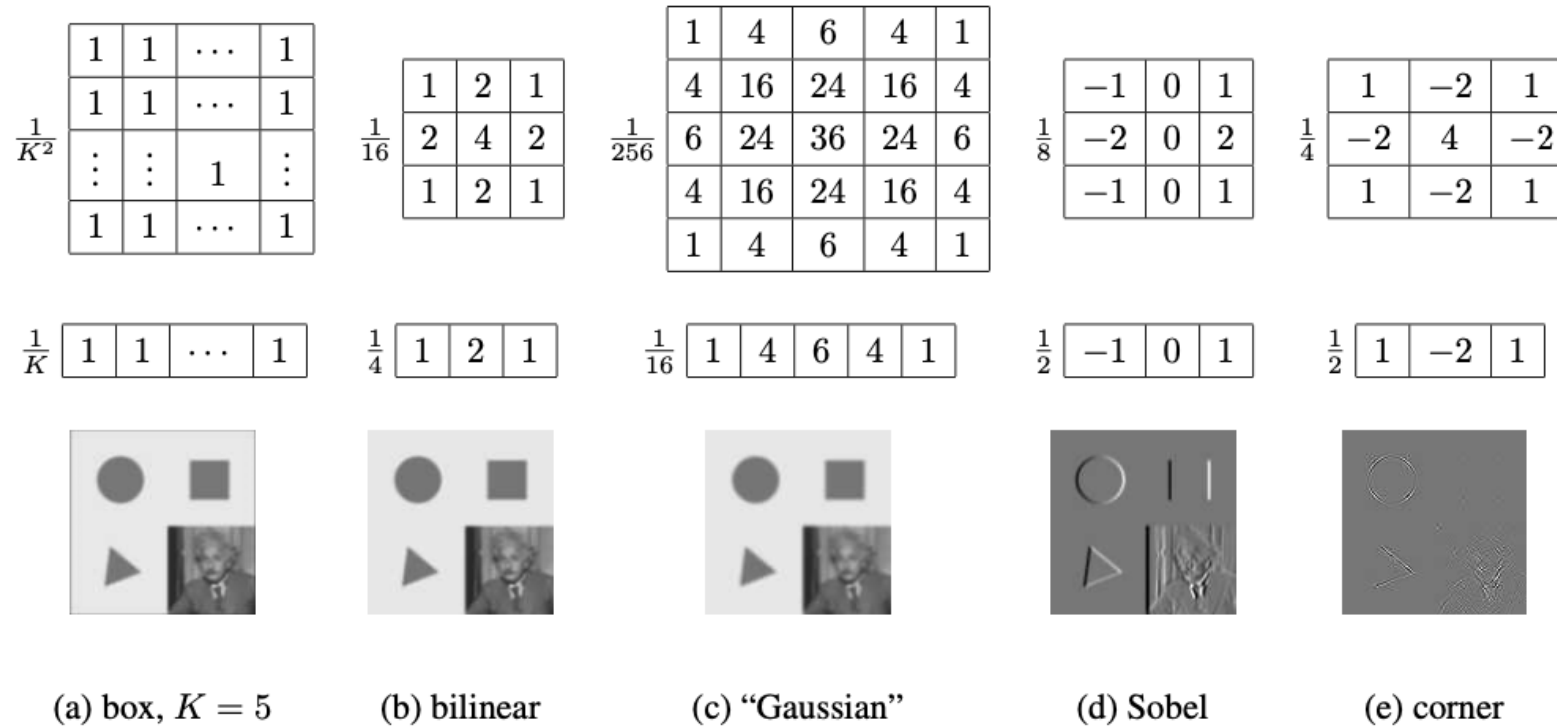 1/K² 
1 1 ⋯ 1
1 1 ⋯ 1
⋮ ⋮ 1 ⋮
1 1 ⋯ 1
1/16
1 2 1
2 4 2
1 2 1
1/256
1 4 6 4 1
4 16 24 16 4
6 24 36 24 6
4 16 24 16 4
1 4 6 4 1
1/8
−1 0 1
−2 0 2
−1 0 1
1/4
1 −2 1
−2 4 −2
1 −2 1
1/K 1 1 ⋯ 1
1/4 1 2 1
1/16 1 4 6 4 1
1/2 −1 0 1
1/2 1 −2 1
(a) box, K = 5
(b) bilinear
(c) “Gaussian”
(d) Sobel
(e) corner